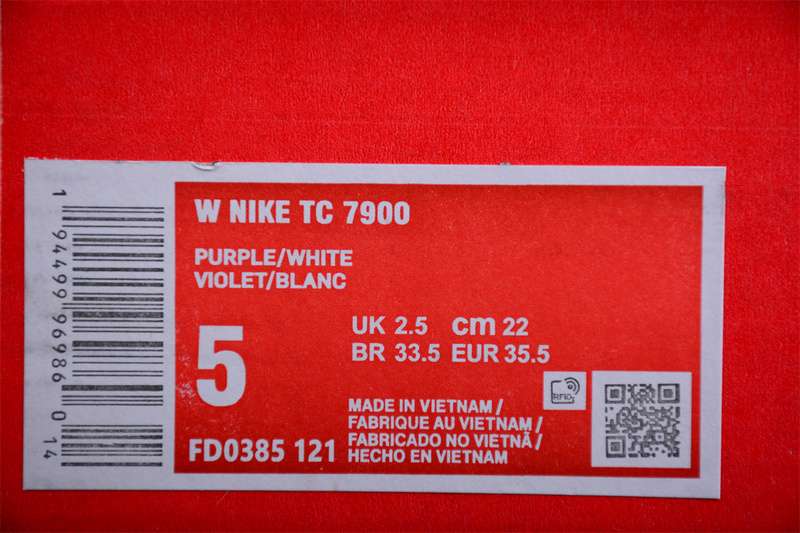 W NIKE TC 7900
PURPLE/WHITE
VIOLET/BLANC
5
UK 2.5 cm 22
BR 33.5 EUR 35.5
FD0385 121
MADE IN VIETNAM /
FABRIQUE AU VIETNAM /
FABRICADO NO VIETNÃ /
HECHO EN VIETNAM
RFID
1 94499 96986 0 14